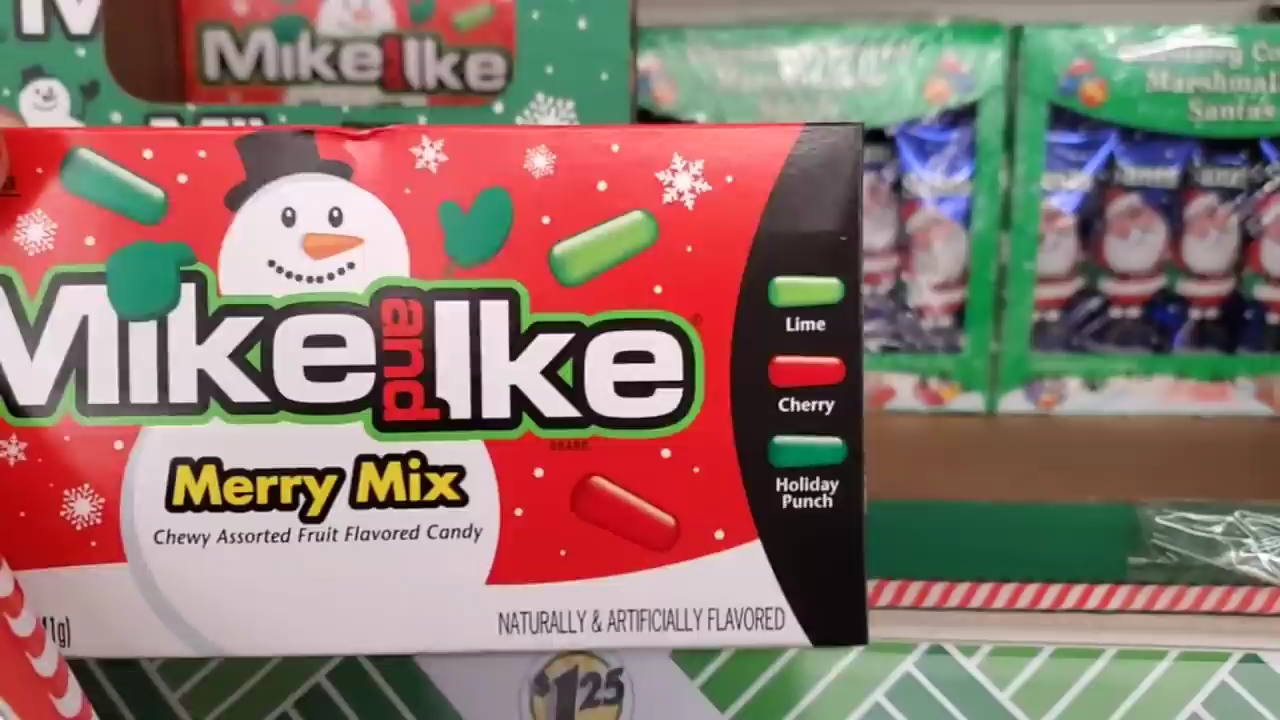 Mike and Ike
Mike and Ike
Merry Mix
Chewy Assorted Fruit Flavored Candy
Lime
Cherry
Holiday
Punch
NATURALLY & ARTIFICIALLY FLAVORED
$1.25
Santas